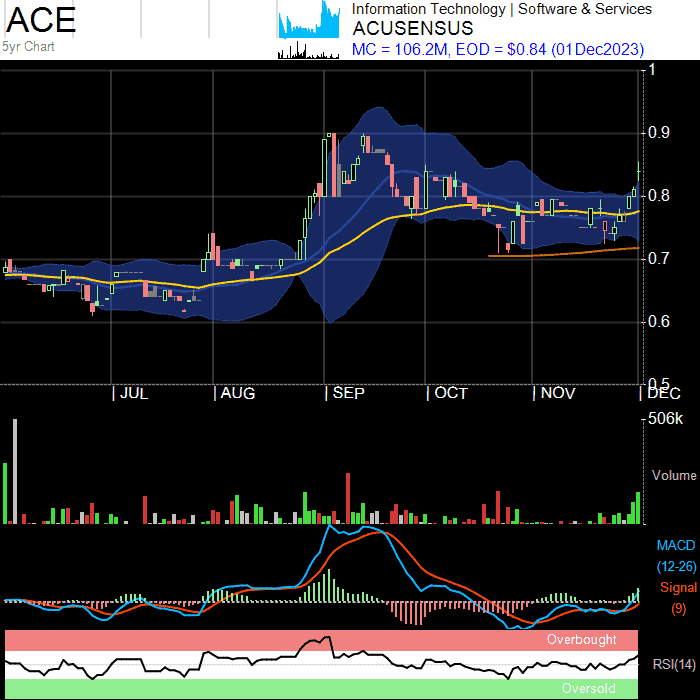 ACE
5yr Chart
Information Technology | Software & Services
ACUSENSUS
MC = 106.2M, EOD = $0.84 (01Dec2023)
1
0.9
0.8
0.7
0.6
0.5
| JUL | AUG | SEP | OCT | NOV | DEC
506k
Volume
MACD
(12-26)
Signal
(9)
Overbought
RSI(14)
Oversold